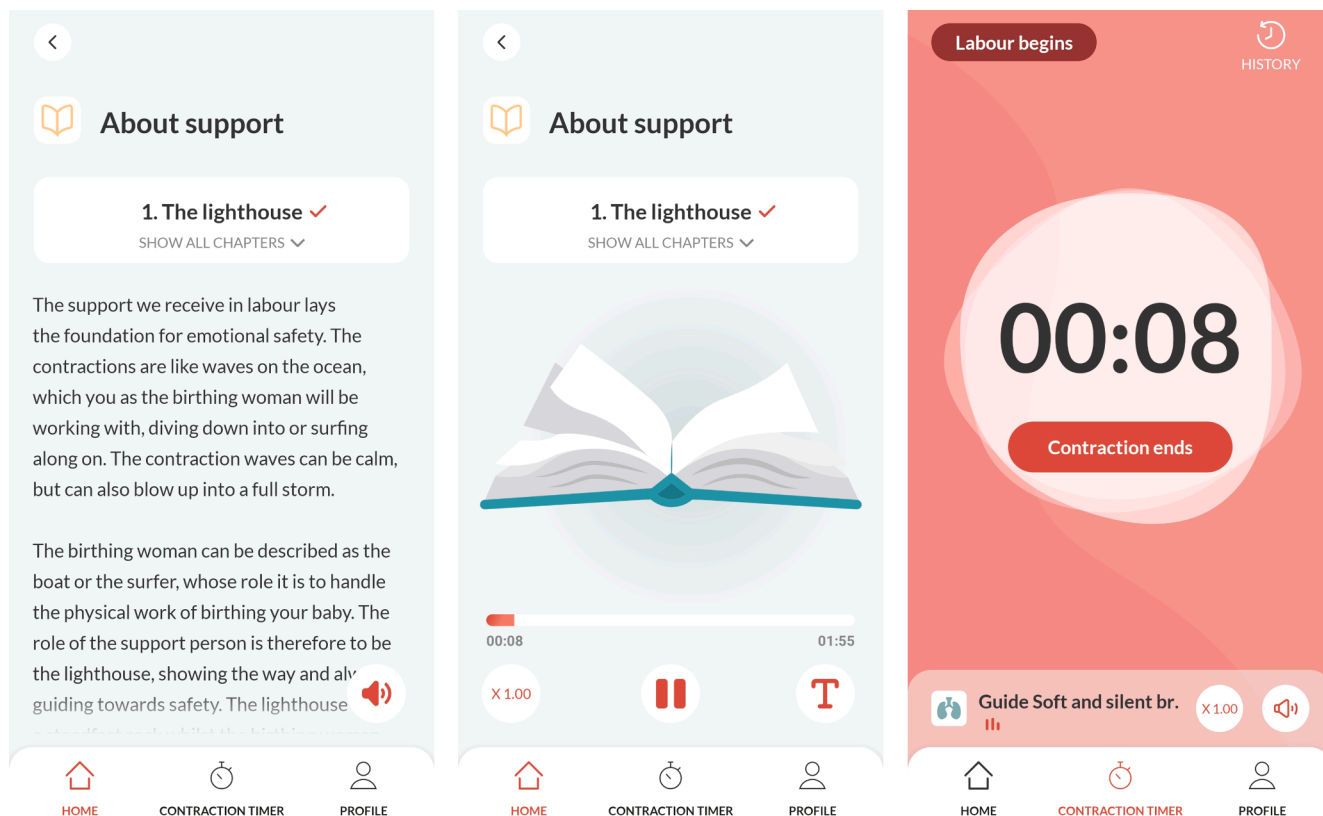 About support
1. The lighthouse
SHOW ALL CHAPTERS
The support we receive in labour lays
the foundation for emotional safety. The
contractions are like waves on the ocean,
which you as the birthing woman will be
working with, diving down into or surfing
along on. The contraction waves can be calm,
but can also blow up into a full storm.
The birthing woman can be described as the
boat or the surfer, whose role it is to handle
the physical work of birthing your baby. The
role of the support person is therefore to be
the lighthouse, showing the way and
guiding towards safety. The lighthouse
HOME
CONTRACTION TIMER
PROFILE
About support
1. The lighthouse
SHOW ALL CHAPTERS
00:08
01:55
X 1.00
T
HOME
CONTRACTION TIMER
PROFILE
Labour begins
HISTORY
00:08
Contraction ends
Guide Soft and silent br.
X 1.00
HOME
CONTRACTION TIMER
PROFILE